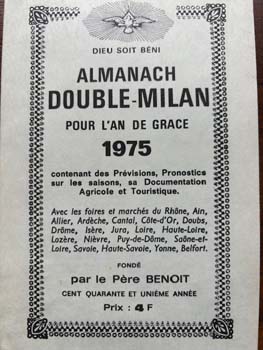 DIEU SOIT BÉNI
ALMANACH
DOUBLE-MILAN
POUR L'AN DE GRACE
1975
contenant des Prévisions, Pronostics
sur les saisons, sa Documentation
Agricole et Touristique.
Avec les foires et marchés du Rhône, Ain,
Allier, Ardèche, Cantal, Côte-d'Or, Doubs,
Drôme, Isère, Jura, Loire, Haute-Loire,
Lozère, Nièvre, Puy-de-Dôme, Saône-et-
Loire, Savoie, Haute-Savoie, Yonne, Belfort.
FONDÉ
par le Père BENOIT
CENT QUARANTE ET UNIÈME ANNÉE
Prix : 4 F